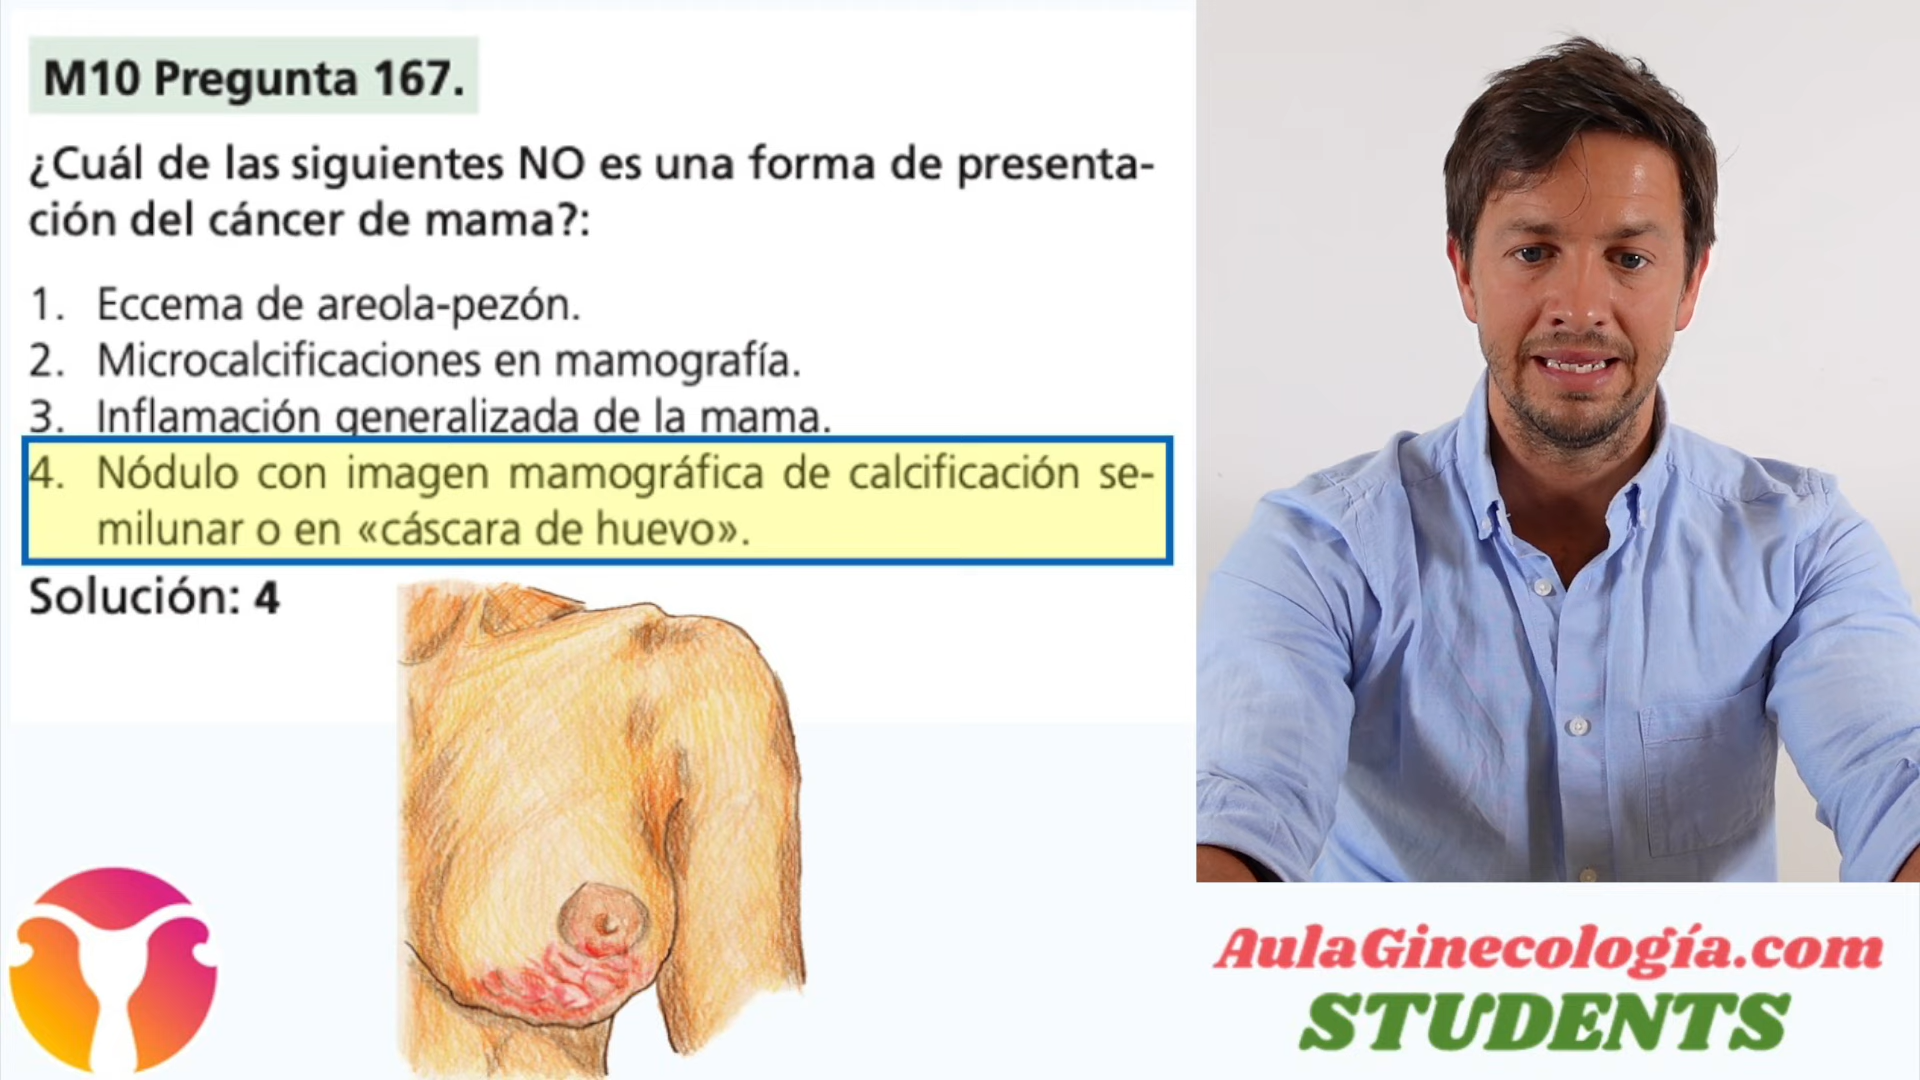 M10 Pregunta 167.
¿Cuál de las siguientes NO es una forma de presenta-
ción del cáncer de mama?:
1. Eccema de areola-pezón.
2. Microcalcificaciones en mamografía.
3. Inflamación generalizada de la mama.
4. Nódulo con imagen mamográfica de calcificación se-
milunar o en «cáscara de huevo».
Solución: 4
AulaGinecología.com
STUDENTS